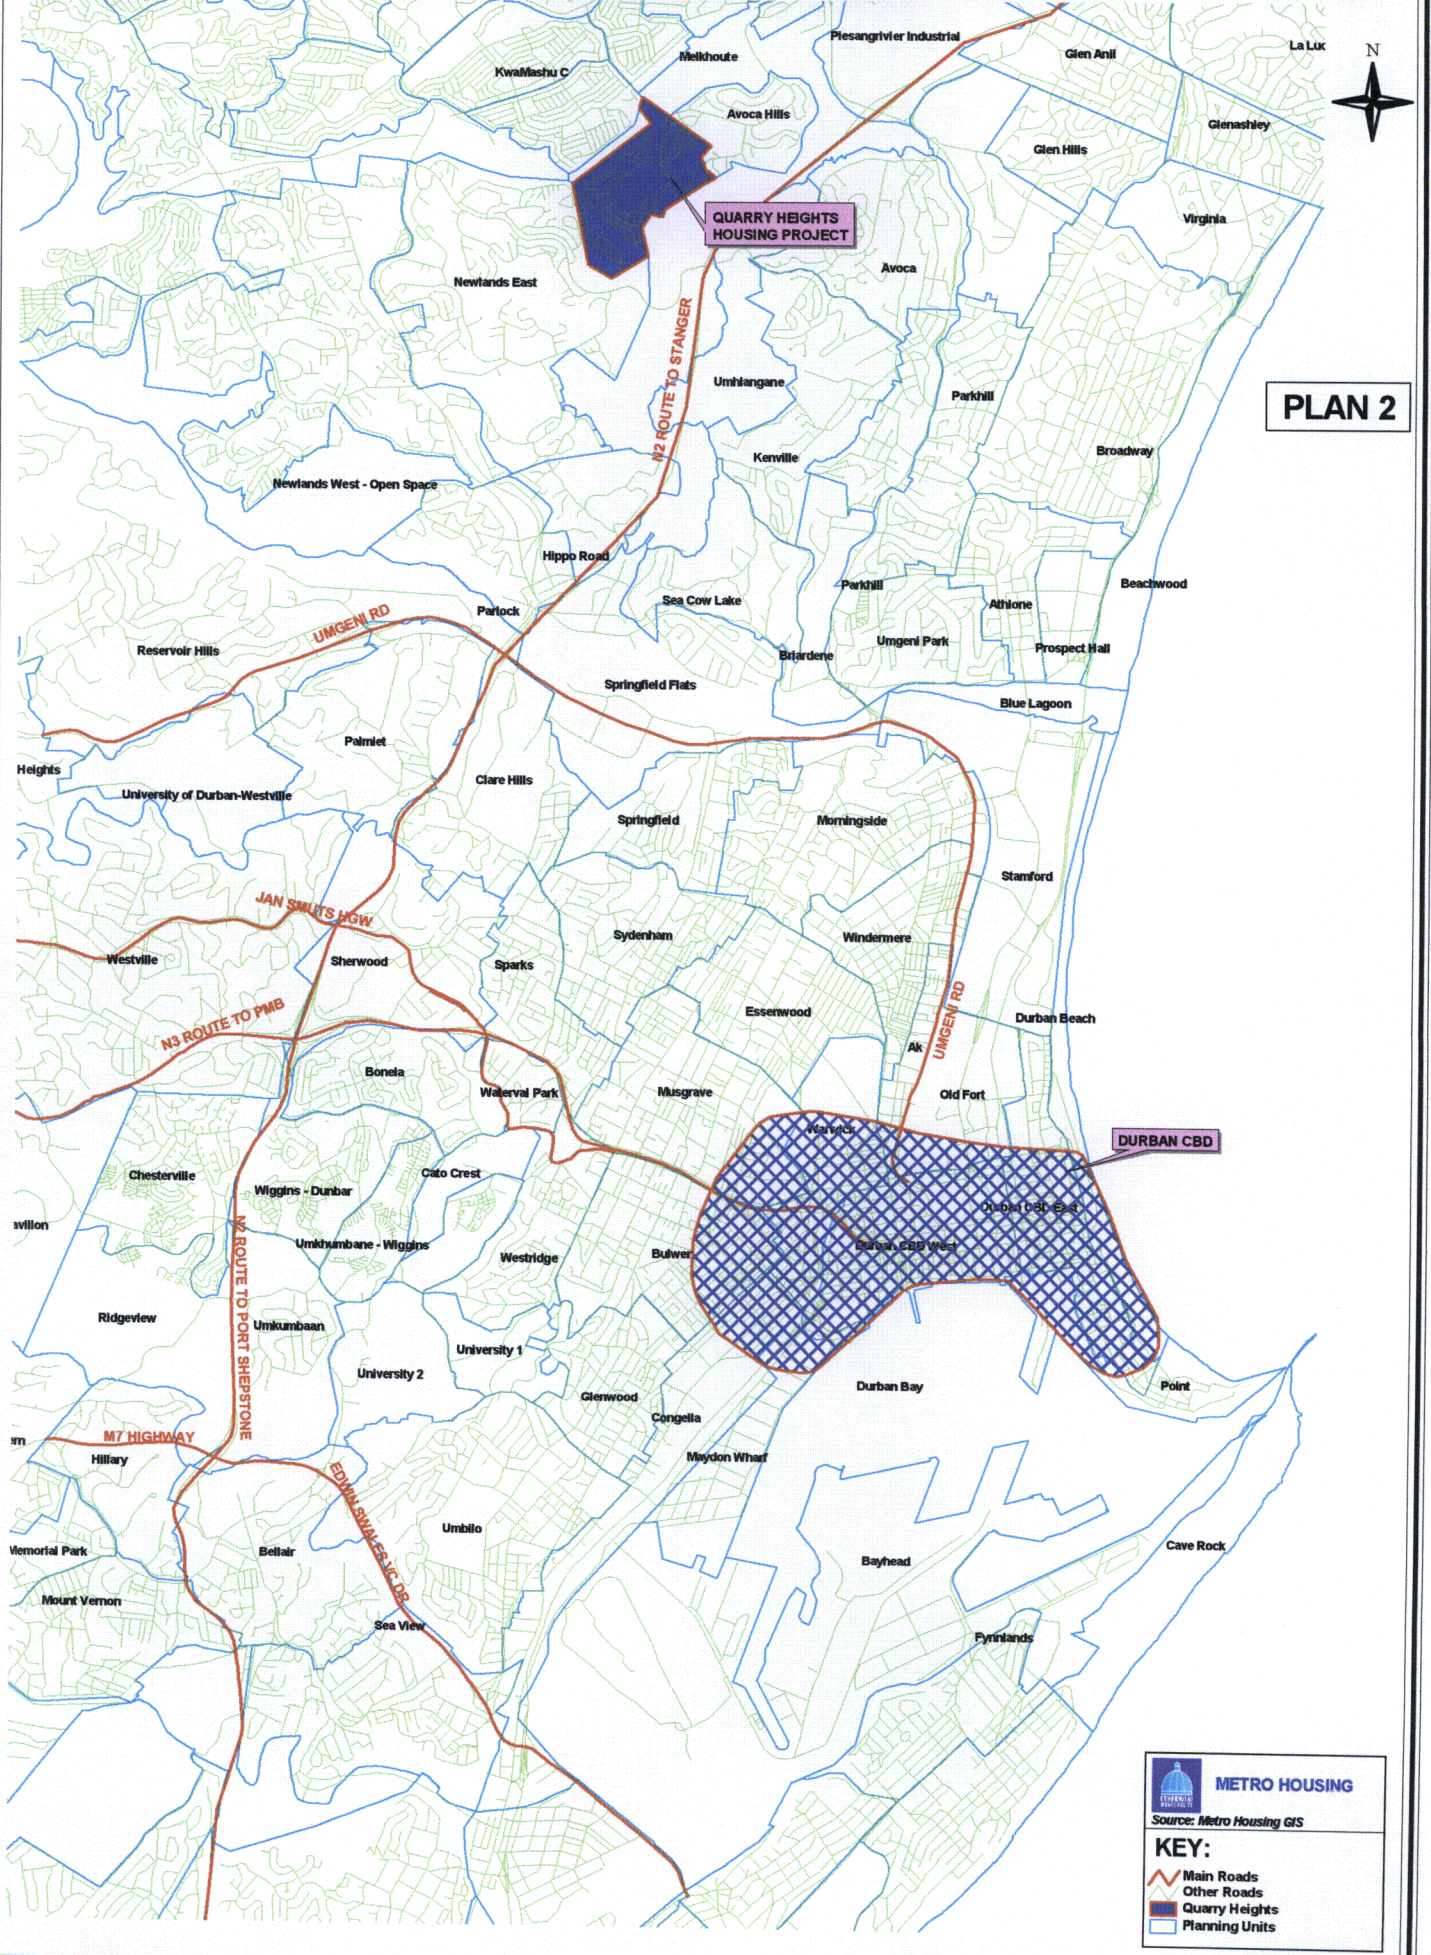 Piesangrivier Industrial
La Luc
N
Melkhoute
Glen Anil
KwaMashu C
Avoca Hills
Glenashley
Glen Hills
QUARRY HEIGHTS
HOUSING PROJECT
Virginia
Avoca
Newlands East
N2 ROUTE TO STANGER
Umhlangane
Parkhill
PLAN 2
Broadway
Kenville
Newlands West - Open Space
Hippo Road
Parkhill
Beachwood
Sea Cow Lake
Athlone
Parlock
UMGENI RD
Umgeni Park
Reservoir Hills
Prospect Hall
Briardene
Springfield Flats
Blue Lagoon
Palmiet
Heights
Clare Hills
University of Durban-Westville
Springfield
Morningside
Stamford
JAN SMUTS HGW
Sydenham
Windermere
Westville
Sherwood
Sparks
N3 ROUTE TO PMB
Essenwood
UMGENI RD
Durban Beach
Ak
Bonela
Waterval Park
Musgrave
Old Fort
Warwick
DURBAN CBD
Chesterville
Cato Crest
Wiggins - Dunbar
Durban CBD East
avilion
Umkhumbane - Wiggins
Westridge
Bulwer
Durban CBD West
N2 ROUTE TO PORT SHEPSTONE
Ridgeview
Umkumbaan
University 1
University 2
Durban Bay
Point
Glenwood
Congella
M7 HIGHWAY
em
Hillary
Maydon Wharf
EDWIN SWALES VC DR
Umbilo
Cave Rock
Memorial Park
Bellair
Bayhead
Mount Vernon
Sea View
Fynnlands
METRO HOUSING
Source: Metro Housing GIS
KEY:
Main Roads
Other Roads
Quarry Heights
Planning Units